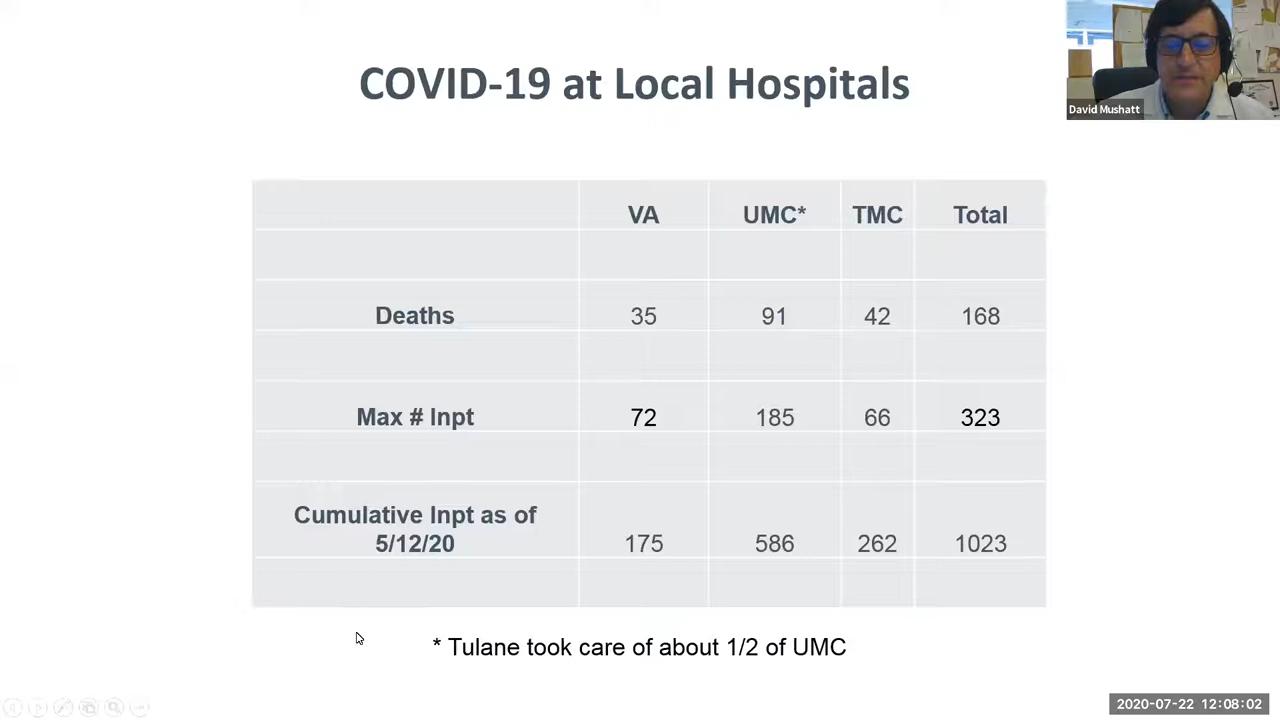 COVID-19 at Local Hospitals
David Mushatt
VA UMC* TMC Total
Deaths 35 91 42 168
Max # Inpt 72 185 66 323
Cumulative Inpt as of
5/12/20 175 586 262 1023
* Tulane took care of about 1/2 of UMC
2020-07-22 12:08:02